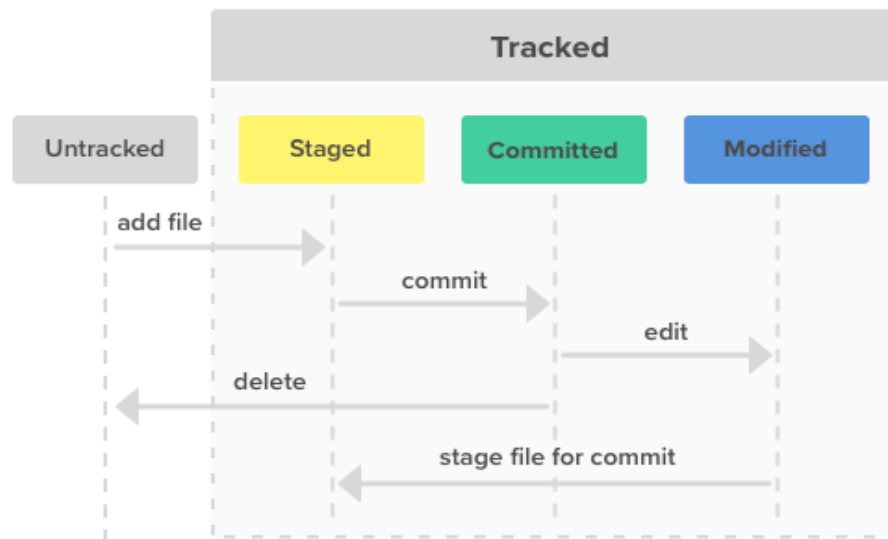 Tracked
Untracked
Staged
Committed
Modified
add file
commit
edit
delete
stage file for commit